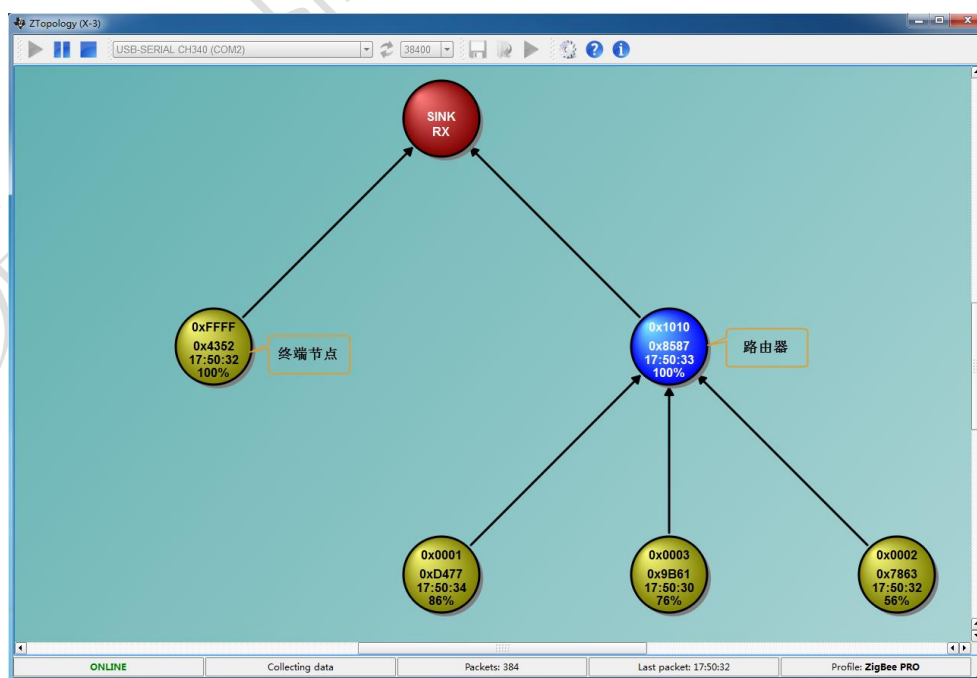 ZTopology (X-3)
USB-SERIAL CH340 (COM2)
38400
SINK
RX
0xFFFF
0x4352
17:50:32
100%
终端节点
0x1010
0x8587
17:50:33
100%
路由器
0x0001
0xD477
17:50:34
86%
0x0003
0x9B61
17:50:30
76%
0x0002
0x7863
17:50:32
56%
ONLINE
Collecting data
Packets: 384
Last packet: 17:50:32
Profile: ZigBee PRO